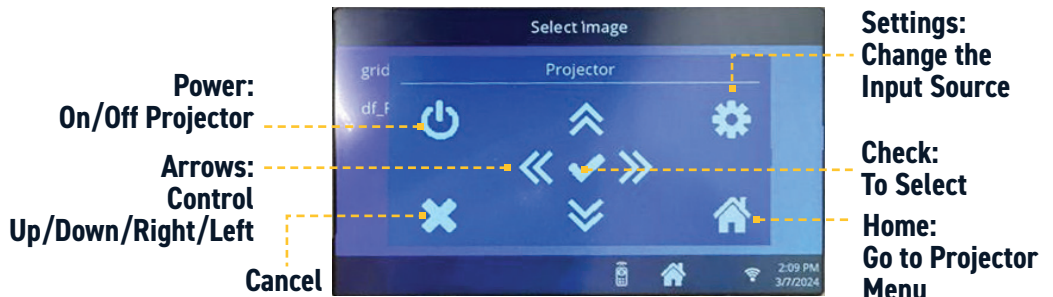 Select Image
Projector
grid
df_F
2:09 PM
3/7/2024
Power:
On/Off Projector
Arrows:
Control
Up/Down/Right/Left
Cancel
Settings:
Change the
Input Source
Check:
To Select
Home:
Go to Projector
Menu